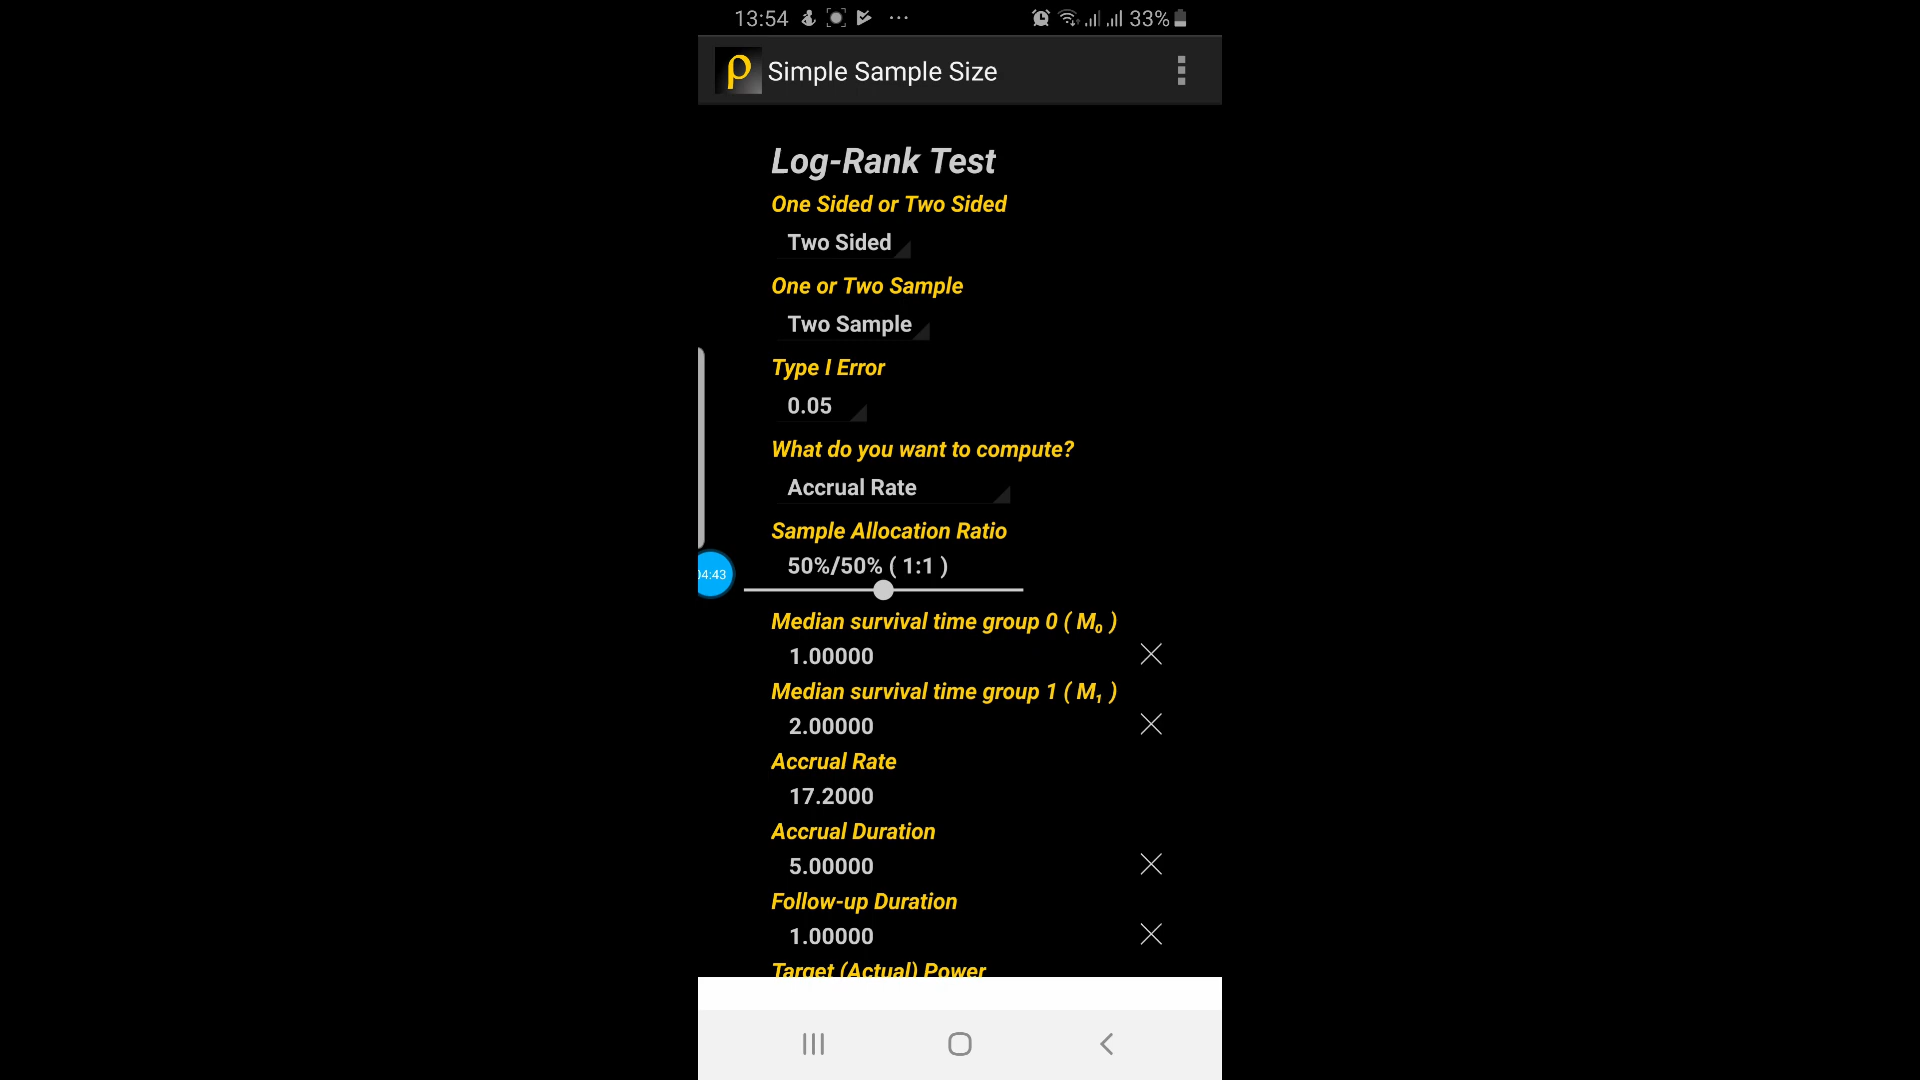 13:54 ... 33%
ρ Simple Sample Size
Log-Rank Test
One Sided or Two Sided
Two Sided
One or Two Sample
Two Sample
Type I Error
0.05
What do you want to compute?
Accrual Rate
Sample Allocation Ratio
50%/50% ( 1:1 )
04:43
Median survival time group 0 ( M₀ )
1.00000
Median survival time group 1 ( M₁ )
2.00000
Accrual Rate
17.2000
Accrual Duration
5.00000
Follow-up Duration
1.00000
Target (Actual) Power